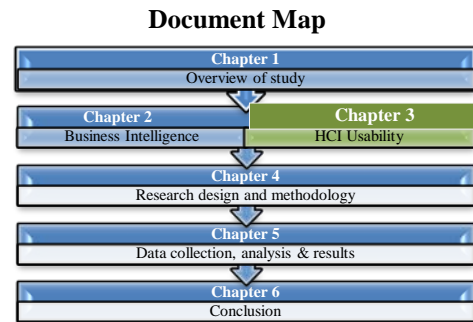 Document Map
Chapter 1
Overview of study
Chapter 2
Business Intelligence
Chapter 3
HCI Usability
Chapter 4
Research design and methodology
Chapter 5
Data collection, analysis & results
Chapter 6
Conclusion